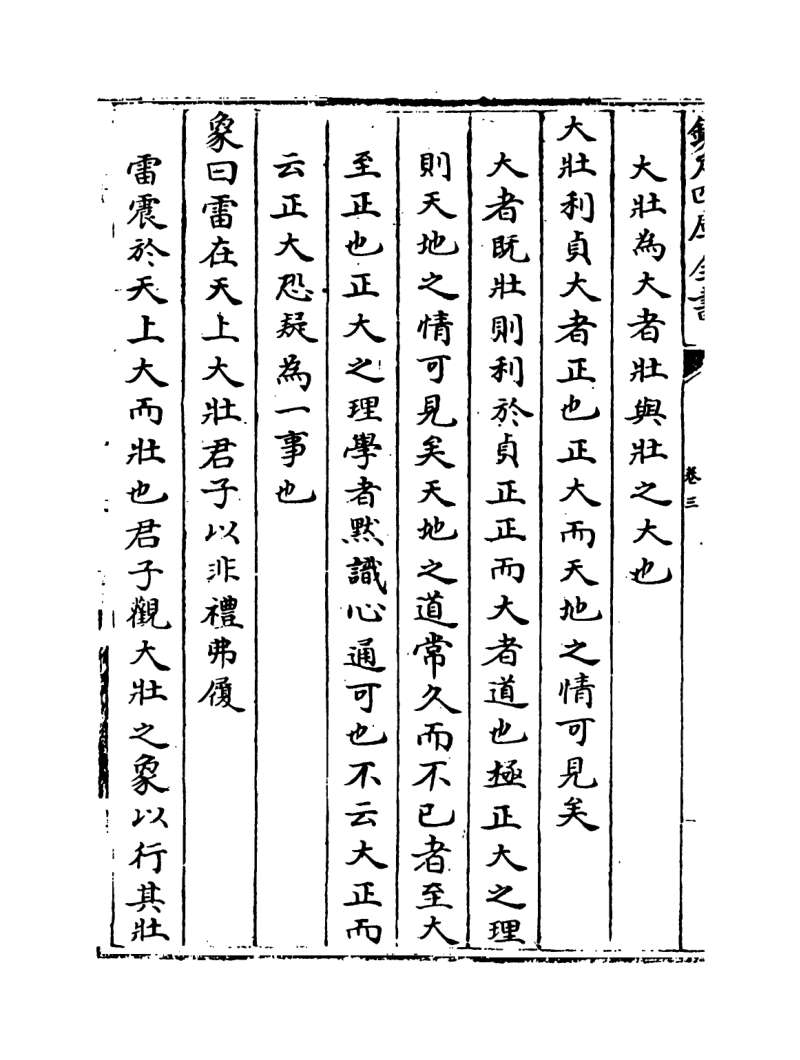 欽定四庫全書
卷三
大壯為大者壯與壯之大也
大壯利貞大者正也正大而天地之情可見矣
大者既壯則利於貞正正而大者道也極正大之理
則天地之情可見矣天地之道常久而不已者至大
至正也正大之理學者默識心通可也不云大正而
云正大恐疑為一事也
象曰雷在天上大壯君子以非禮弗履
雷震於天上大而壯也君子觀大壯之象以行其壯